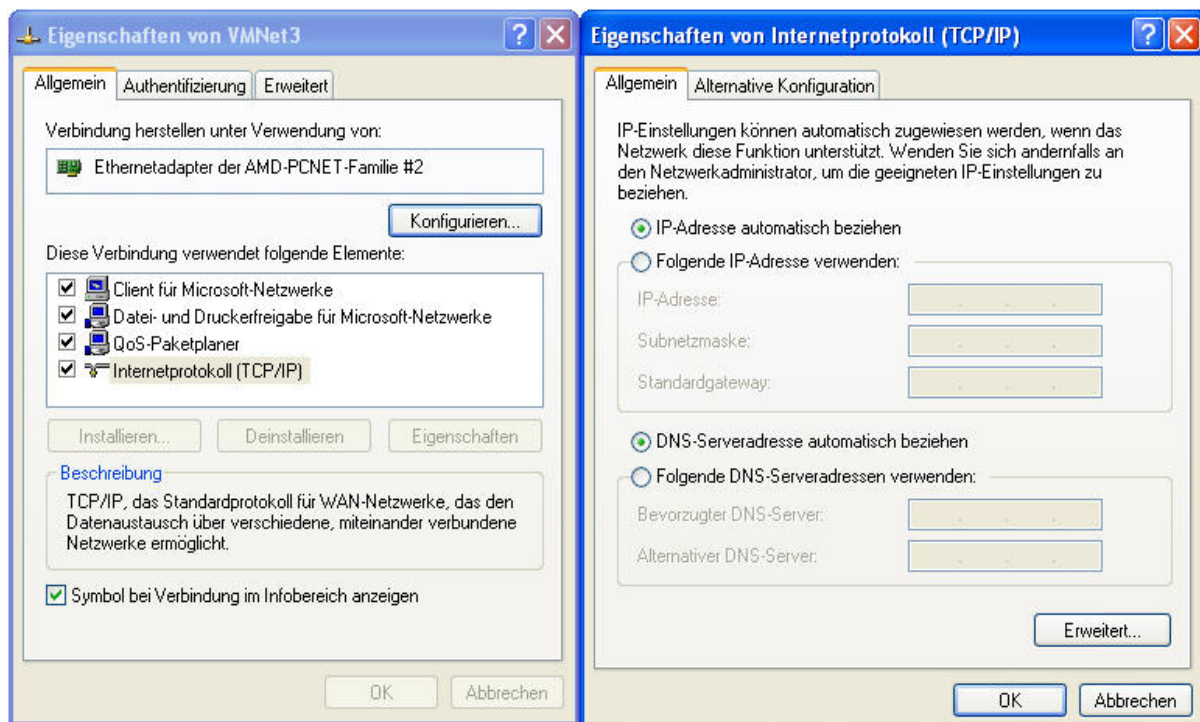 Eigenschaften von VMNet3
Allgemein
Authentifizierung
Erweitert
Verbindung herstellen unter Verwendung von:
Ethernetadapter der AMD-PCNET-Familie #2
Konfigurieren...
Diese Verbindung verwendet folgende Elemente:
Client für Microsoft-Netzwerke
Datei- und Druckerfreigabe für Microsoft-Netzwerke
QoS-Paketplaner
Internetprotokoll (TCP/IP)
Installieren...
Deinstallieren
Eigenschaften
Beschreibung
TCP/IP, das Standardprotokoll für WAN-Netzwerke, das den
Datenaustausch über verschiedene, miteinander verbundene
Netzwerke ermöglicht.
Symbol bei Verbindung im Infobereich anzeigen
OK
Abbrechen
Eigenschaften von Internetprotokoll (TCP/IP)
Allgemein
Alternative Konfiguration
IP-Einstellungen können automatisch zugewiesen werden, wenn das
Netzwerk diese Funktion unterstützt. Wenden Sie sich andernfalls an
den Netzwerkadministrator, um die geeigneten IP-Einstellungen zu
beziehen.
IP-Adresse automatisch beziehen
Folgende IP-Adresse verwenden:
IP-Adresse:
Subnetzmaske:
Standardgateway:
DNS-Serveradresse automatisch beziehen
Folgende DNS-Serveradressen verwenden:
Bevorzugter DNS-Server:
Alternativer DNS-Server:
Erweitert...
OK
Abbrechen